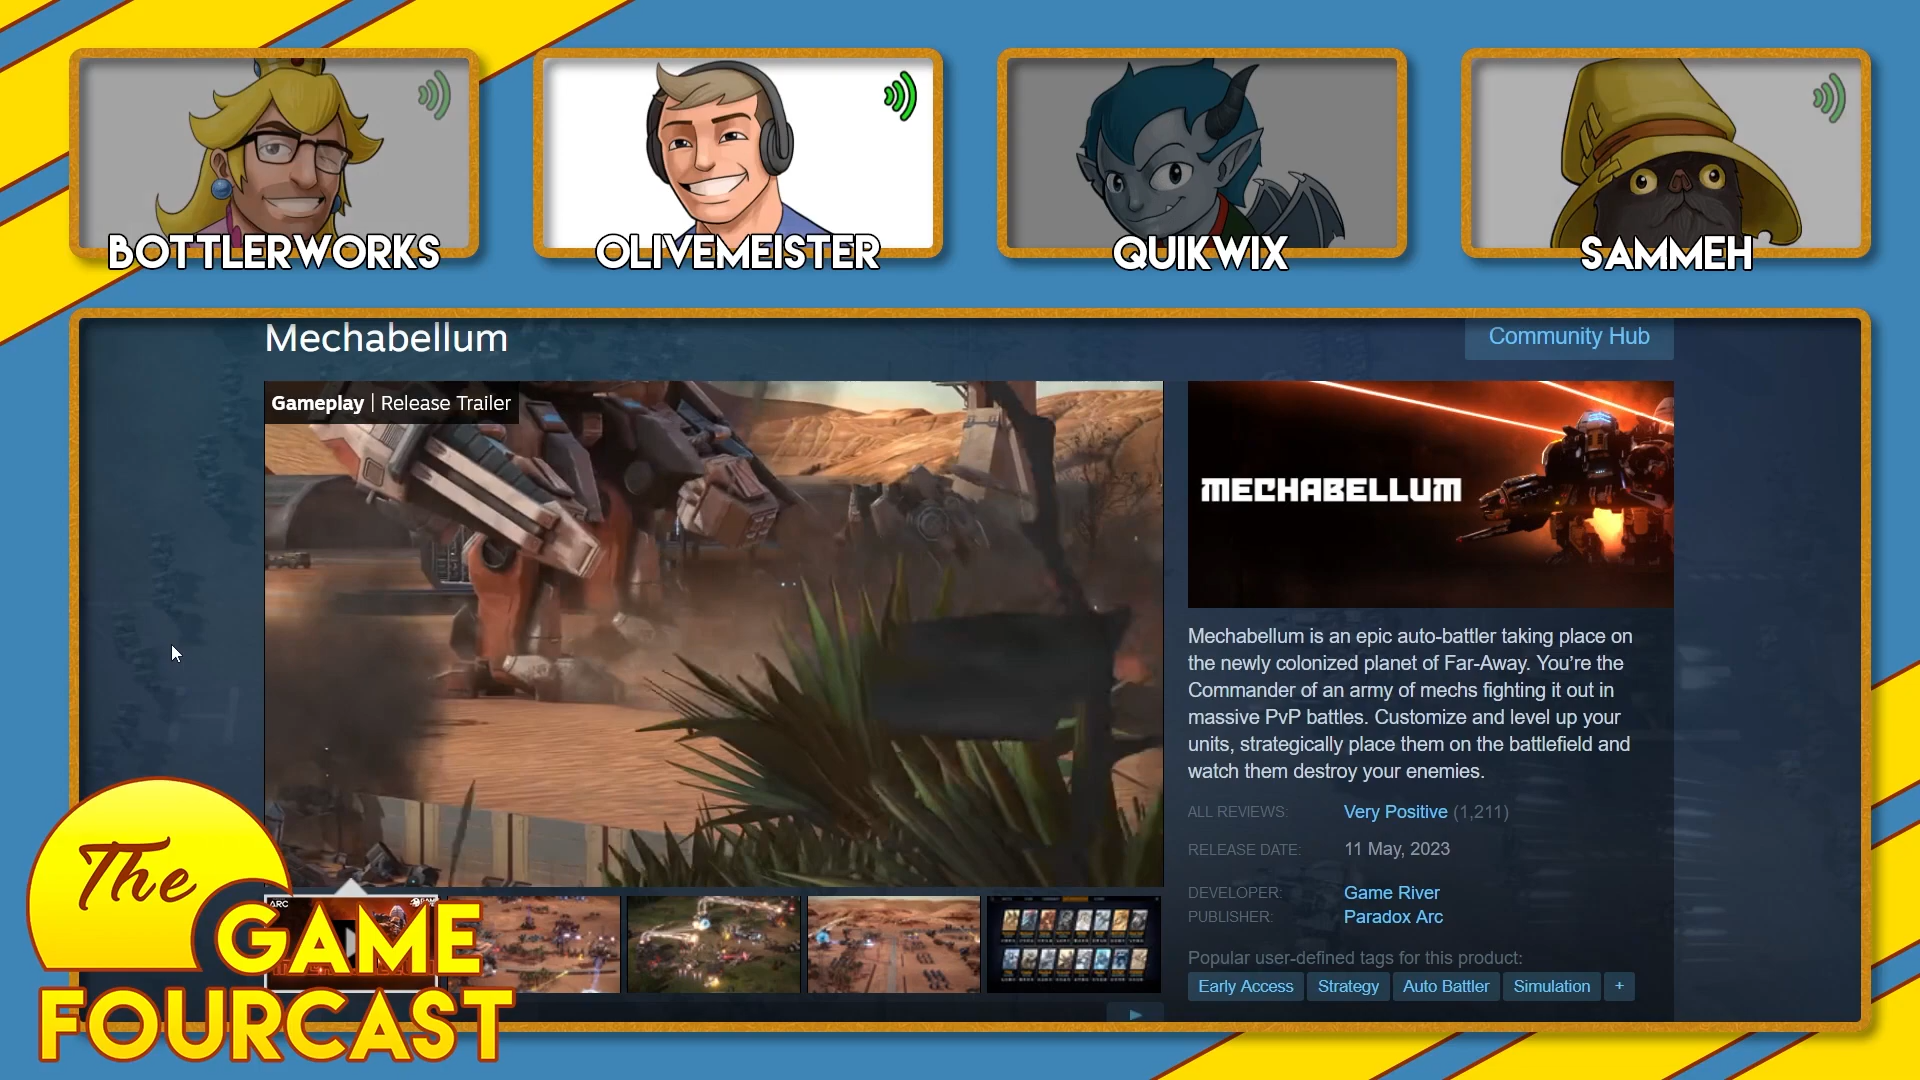 BOTTLERWORKS
OLIVEMEISTER
QUIKWIX
SAMMEH
Mechabellum
Community Hub
Gameplay | Release Trailer
MECHABELLUM
Mechabellum is an epic auto-battler taking place on
the newly colonized planet of Far-Away. You’re the
Commander of an army of mechs fighting it out in
massive PvP battles. Customize and level up your
units, strategically place them on the battlefield and
watch them destroy your enemies.
ALL REVIEWS: Very Positive (1,211)
RELEASE DATE: 11 May, 2023
DEVELOPER: Game River
PUBLISHER: Paradox Arc
Popular user-defined tags for this product:
Early Access Strategy Auto Battler Simulation +
ARC
The
GAME
FOURCAST